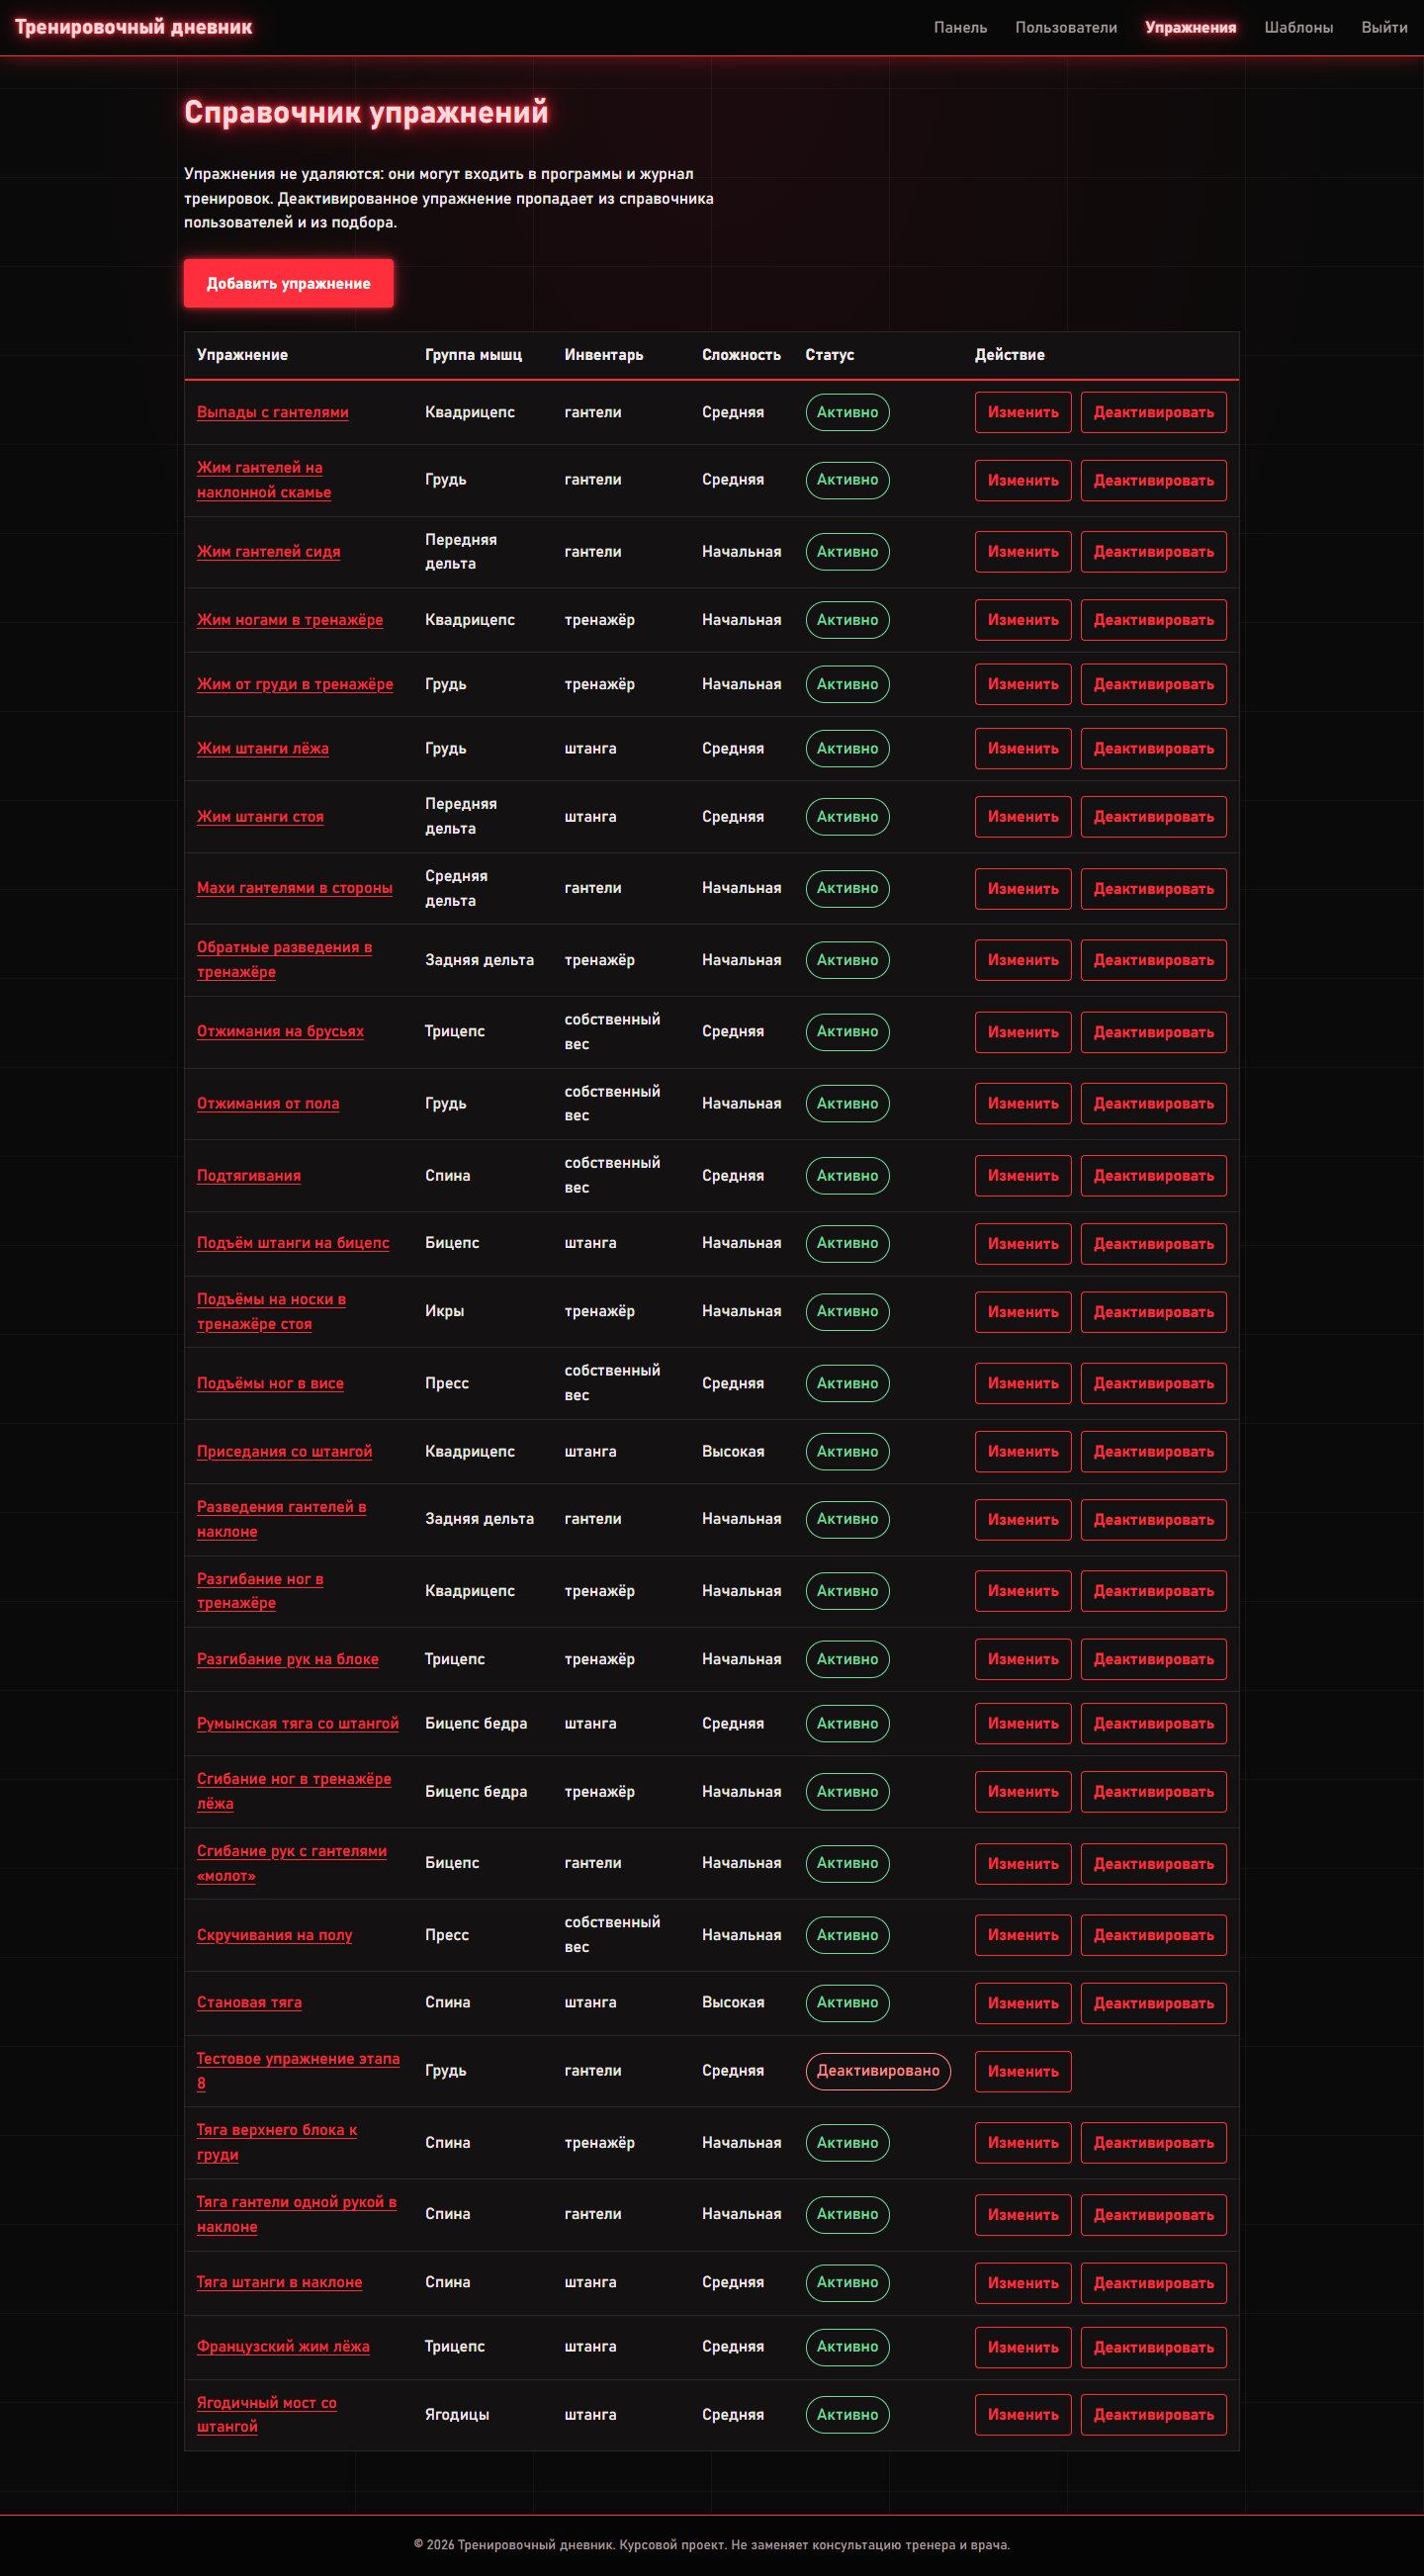 Тренировочный дневник
Панель Пользователи Упражнения Шаблоны Выйти
Справочник упражнений
Упражнения не удаляются: они могут входить в программы и журнал
тренировок. Деактивированное упражнение пропадает из справочника
пользователей и из подбора.
Добавить упражнение
Упражнение Группа мышц Инвентарь Сложность Статус Действие
Выпады с гантелями Квадрицепс гантели Средняя Активно Изменить Деактивировать
Жим гантелей на
наклонной скамье Грудь гантели Средняя Активно Изменить Деактивировать
Жим гантелей сидя Передняя
дельта гантели Начальная Активно Изменить Деактивировать
Жим ногами в тренажёре Квадрицепс тренажёр Начальная Активно Изменить Деактивировать
Жим от груди в тренажёре Грудь тренажёр Начальная Активно Изменить Деактивировать
Жим штанги лёжа Грудь штанга Средняя Активно Изменить Деактивировать
Жим штанги стоя Передняя
дельта штанга Средняя Активно Изменить Деактивировать
Махи гантелями в стороны Средняя
дельта гантели Начальная Активно Изменить Деактивировать
Обратные разведения в
тренажёре Задняя дельта тренажёр Начальная Активно Изменить Деактивировать
Отжимания на брусьях Трицепс собственный
вес Средняя Активно Изменить Деактивировать
Отжимания от пола Грудь собственный
вес Начальная Активно Изменить Деактивировать
Подтягивания Спина собственный
вес Средняя Активно Изменить Деактивировать
Подъём штанги на бицепс Бицепс штанга Начальная Активно Изменить Деактивировать
Подъёмы на носки в
тренажёре стоя Икры тренажёр Начальная Активно Изменить Деактивировать
Подъёмы ног в висе Пресс собственный
вес Средняя Активно Изменить Деактивировать
Приседания со штангой Квадрицепс штанга Высокая Активно Изменить Деактивировать
Разведения гантелей в
наклоне Задняя дельта гантели Начальная Активно Изменить Деактивировать
Разгибание ног в
тренажёре Квадрицепс тренажёр Начальная Активно Изменить Деактивировать
Разгибание рук на блоке Трицепс тренажёр Начальная Активно Изменить Деактивировать
Румынская тяга со штангой Бицепс бедра штанга Средняя Активно Изменить Деактивировать
Сгибание ног в тренажёре
лёжа Бицепс бедра тренажёр Начальная Активно Изменить Деактивировать
Сгибание рук с гантелями
«молот» Бицепс гантели Начальная Активно Изменить Деактивировать
Скручивания на полу Пресс собственный
вес Начальная Активно Изменить Деактивировать
Становая тяга Спина штанга Высокая Активно Изменить Деактивировать
Тестовое упражнение этапа
8 Грудь гантели Средняя Деактивировано Изменить
Тяга верхнего блока к
груди Спина тренажёр Начальная Активно Изменить Деактивировать
Тяга гантели одной рукой в
наклоне Спина гантели Начальная Активно Изменить Деактивировать
Тяга штанги в наклоне Спина штанга Средняя Активно Изменить Деактивировать
Французский жим лёжа Трицепс штанга Средняя Активно Изменить Деактивировать
Ягодичный мост со
штангой Ягодицы штанга Средняя Активно Изменить Деактивировать
© 2026 Тренировочный дневник. Курсовой проект. Не заменяет консультацию тренера и врача.